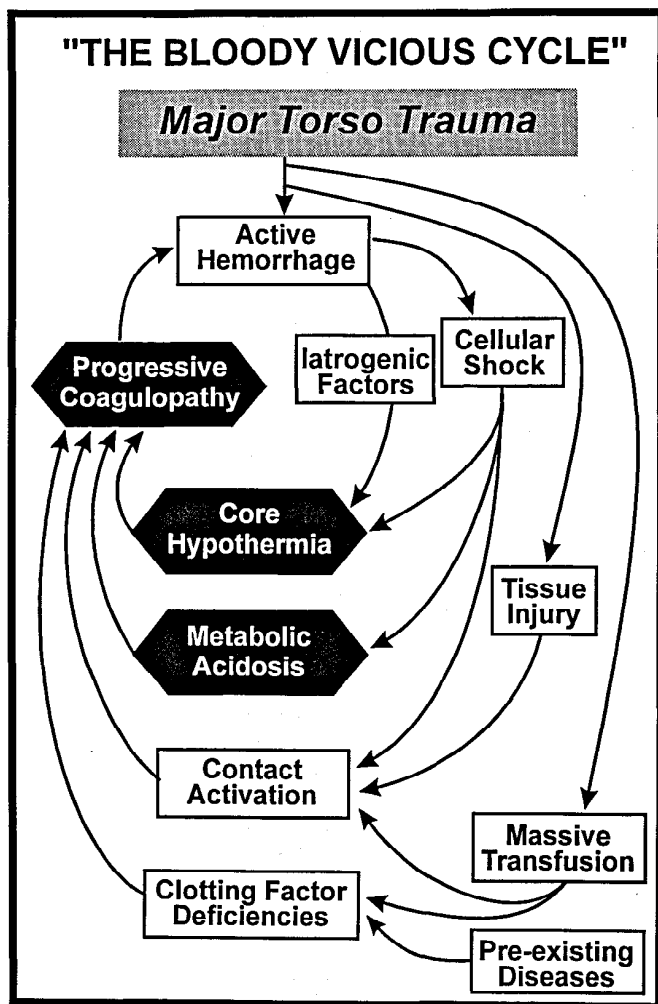 "THE BLOODY VICIOUS CYCLE"
Major Torso Trauma
Active
Hemorrhage
Iatrogenic
Factors
Cellular
Shock
Progressive
Coagulopathy
Core
Hypothermia
Tissue
Injury
Metabolic
Acidosis
Contact
Activation
Massive
Transfusion
Clotting Factor
Deficiencies
Pre-existing
Diseases